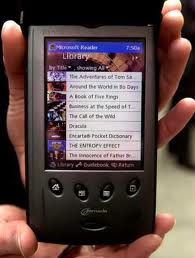 Microsoft Reader 7:50a
Library
by Title, showing All
The Adventures of Tom Sa
Around the World in 80 Days
A Book of Five Rings
Business at the Speed of T
The Call of the Wild
Dracula
Encarta® Pocket Dictionary
THE ENTROPY EFFECT
The Innocence of Father Br
Library Guidebook Return
Jornada